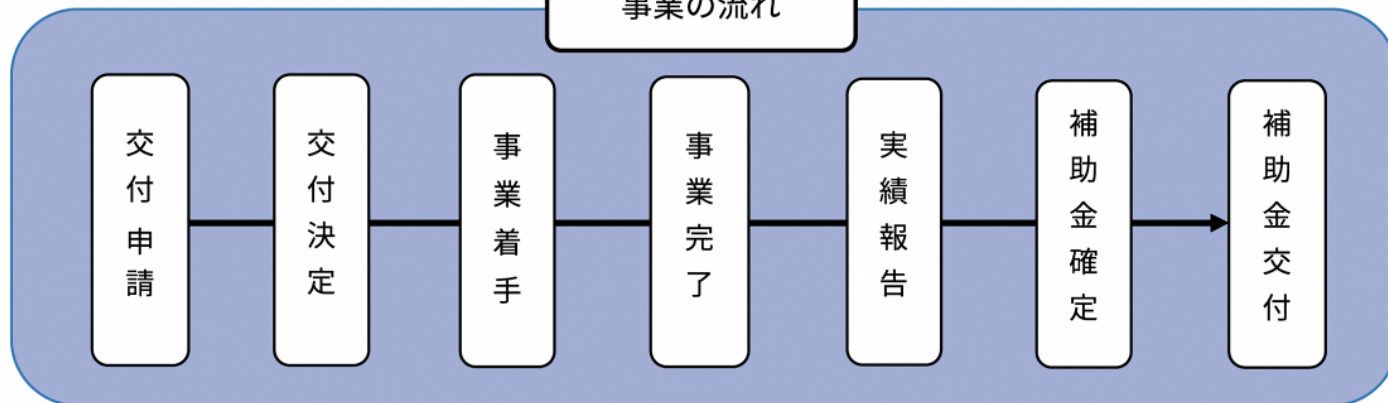 事業の流れ
交付申請
交付決定
事業着手
事業完了
実績報告
補助金確定
補助金交付